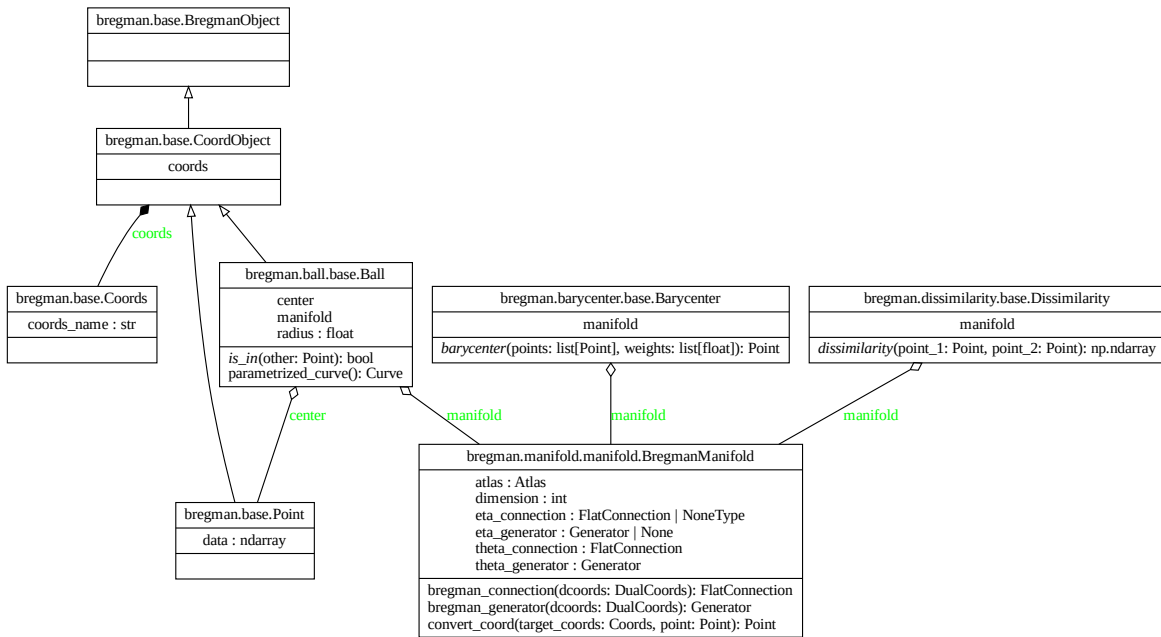 bregman.base.BregmanObject
bregman.base.CoordObject
coords
coords
bregman.base.Coords
coords_name : str
bregman.ball.base.Ball
center
manifold
radius : float
is_in(other: Point): bool
parametrized_curve(): Curve
bregman.barycenter.base.Barycenter
manifold
barycenter(points: list[Point], weights: list[float]): Point
bregman.dissimilarity.base.Dissimilarity
manifold
dissimilarity(point_1: Point, point_2: Point): np.ndarray
center
manifold
manifold
manifold
bregman.base.Point
data : ndarray
bregman.manifold.manifold.BregmanManifold
atlas : Atlas
dimension : int
eta_connection : FlatConnection | NoneType
eta_generator : Generator | None
theta_connection : FlatConnection
theta_generator : Generator
bregman_connection(dcoords: DualCoords): FlatConnection
bregman_generator(dcoords: DualCoords): Generator
convert_coord(target_coords: Coords, point: Point): Point